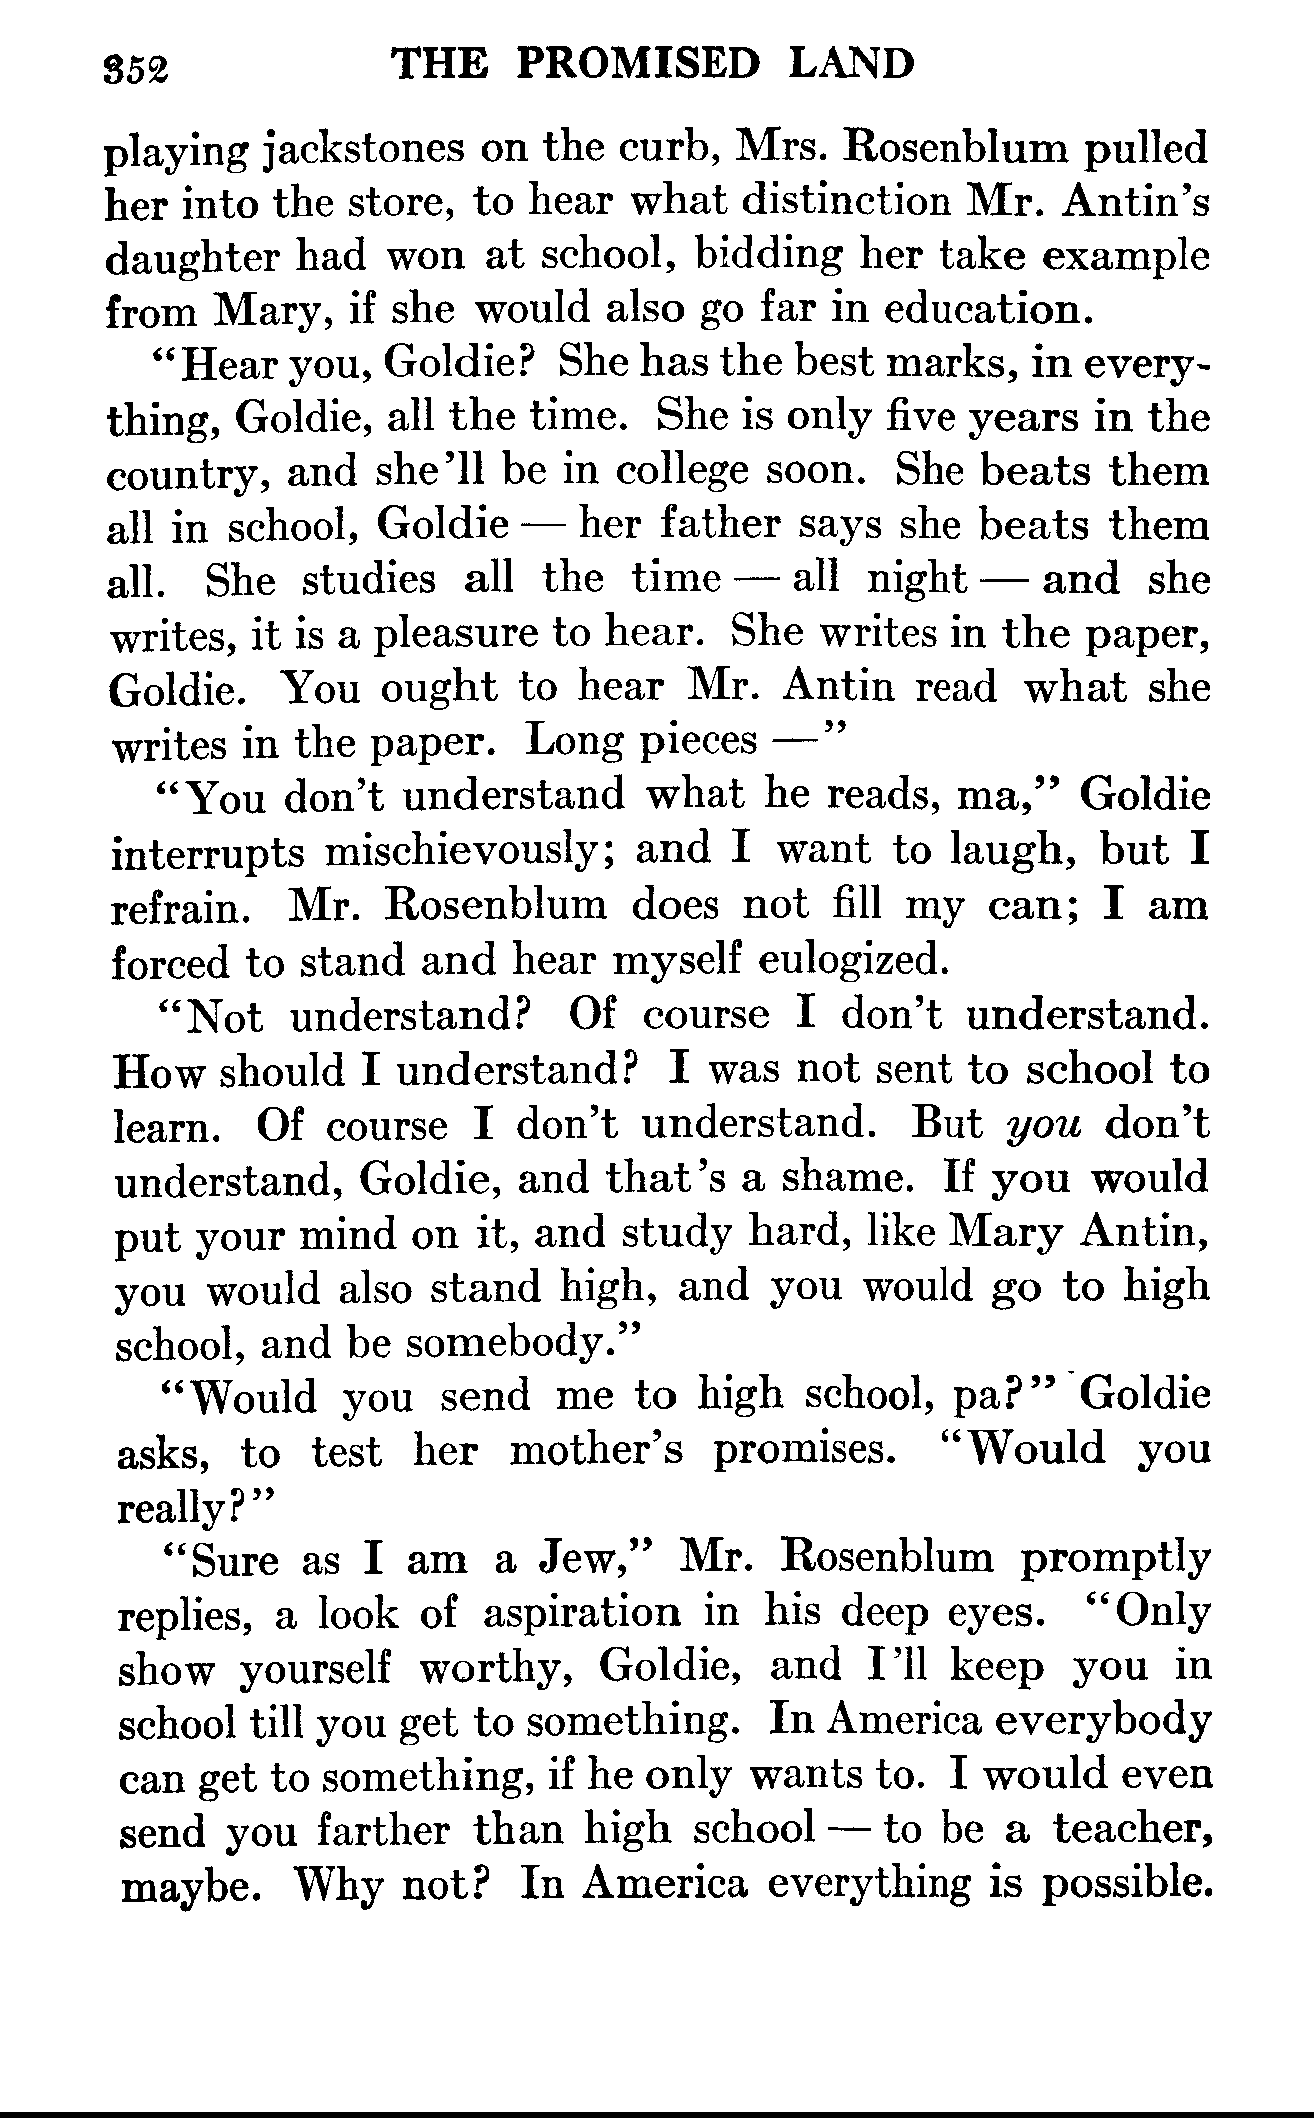 352 THE PROMISED LAND
playing jackstones on the curb, Mrs. Rosenblum pulled
her into the store, to hear what distinction Mr. Antin's
daughter had won at school, bidding her take example
from Mary, if she would also go far in education.
"Hear you, Goldie? She has the best marks, in every-
thing, Goldie, all the time. She is only five years in the
country, and she'll be in college soon. She beats them
all in school, Goldie — her father says she beats them
all. She studies all the time — all night — and she
writes, it is a pleasure to hear. She writes in the paper,
Goldie. You ought to hear Mr. Antin read what she
writes in the paper. Long pieces —"
"You don't understand what he reads, ma," Goldie
interrupts mischievously; and I want to laugh, but I
refrain. Mr. Rosenblum does not fill my can; I am
forced to stand and hear myself eulogized.
"Not understand? Of course I don't understand.
How should I understand? I was not sent to school to
learn. Of course I don't understand. But you don't
understand, Goldie, and that's a shame. If you would
put your mind on it, and study hard, like Mary Antin,
you would also stand high, and you would go to high
school, and be somebody."
"Would you send me to high school, pa?" Goldie
asks, to test her mother's promises. "Would you
really?"
"Sure as I am a Jew," Mr. Rosenblum promptly
replies, a look of aspiration in his deep eyes. "Only
show yourself worthy, Goldie, and I'll keep you in
school till you get to something. In America everybody
can get to something, if he only wants to. I would even
send you farther than high school — to be a teacher,
maybe. Why not? In America everything is possible.